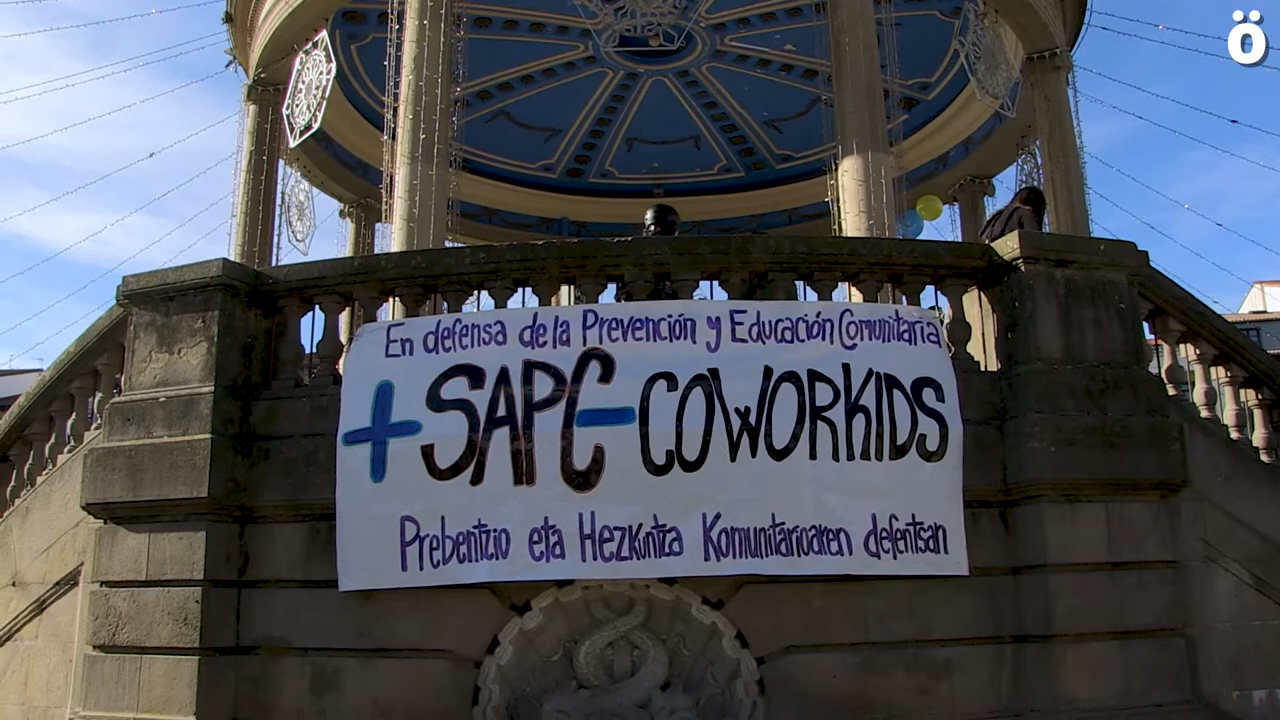 ö
En defensa de la Prevención y Educación Comunitaria
+SAPC-COWORKIDS
Prebentzio eta Hezkuntza Komunitarioaren defentsan